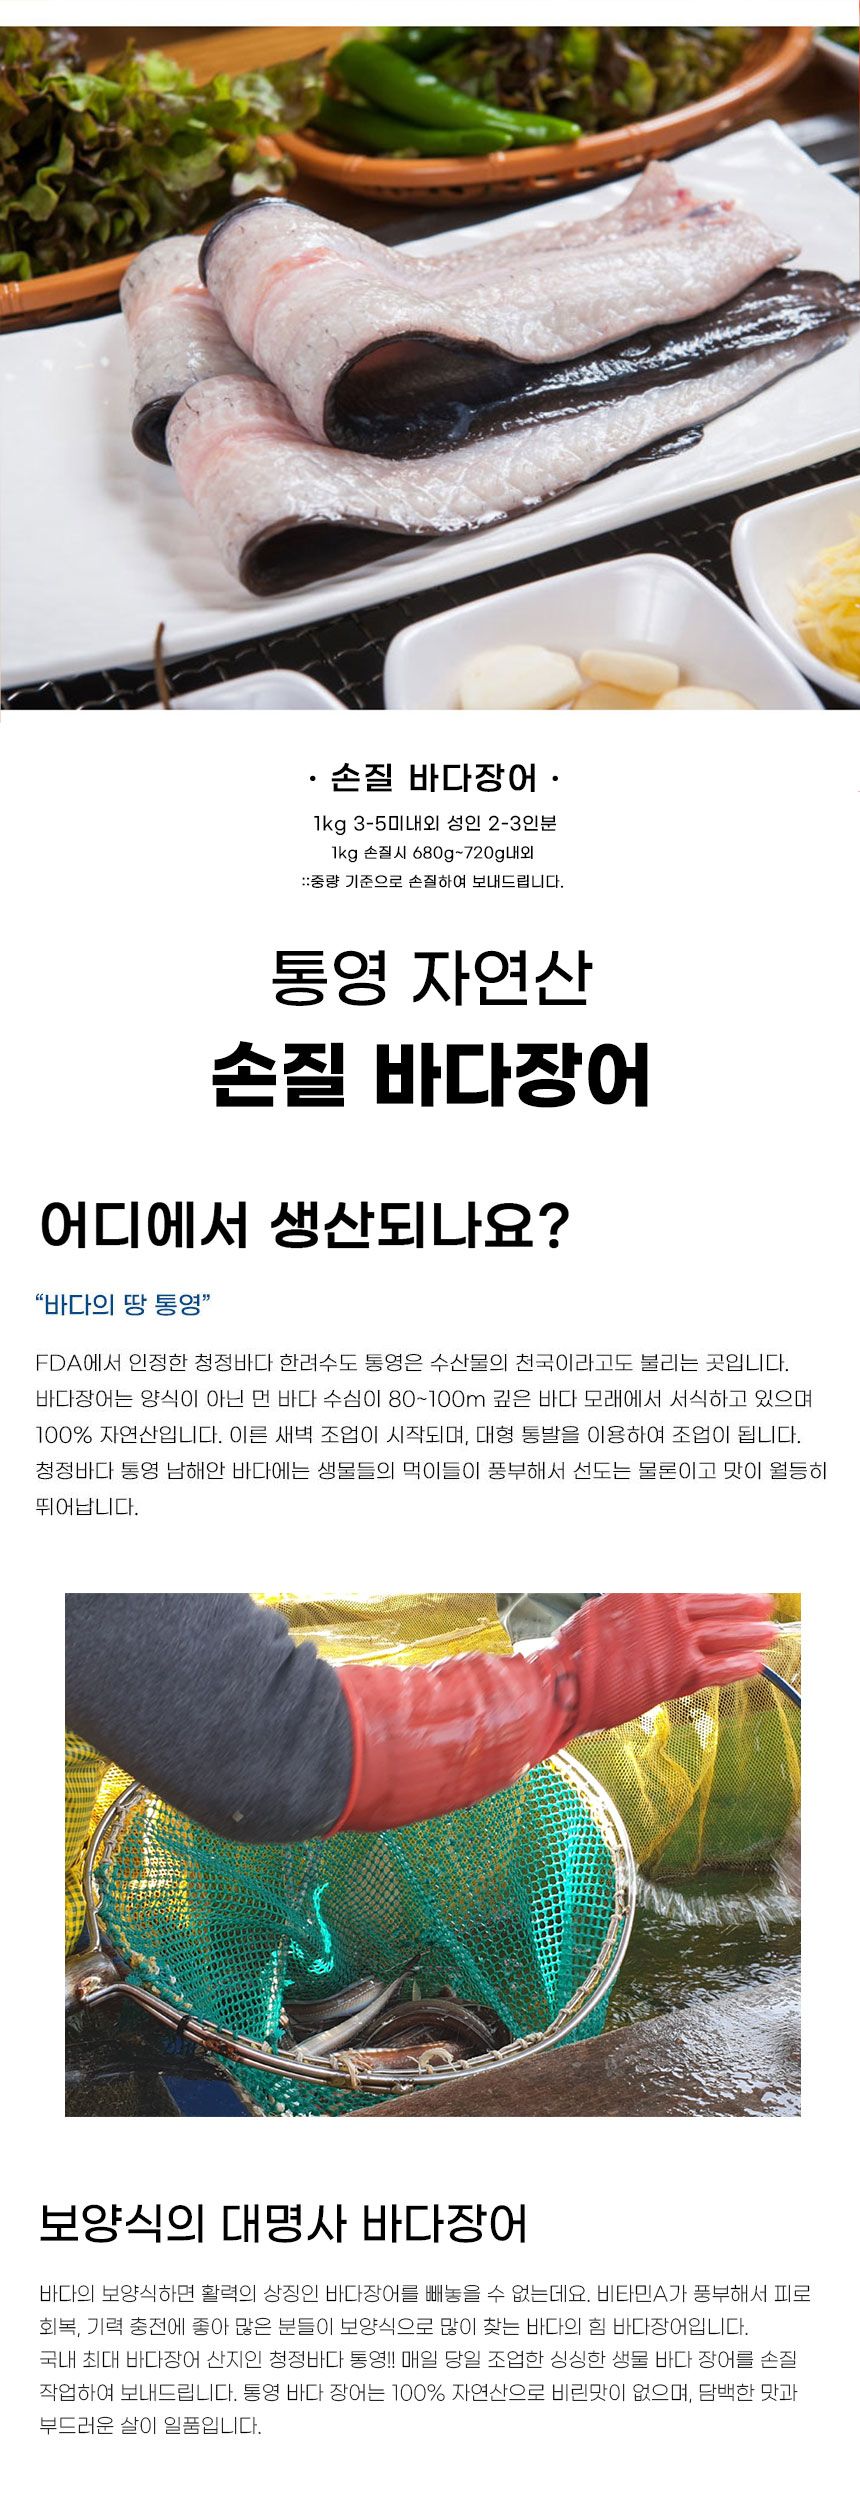 · 손질 바다장어 ·
1kg 3-5미내외 성인 2-3인분
1kg 손질시 680g~720g내외
::중량 기준으로 손질하여 보내드립니다.
통영 자연산
손질 바다장어
어디에서 생산되나요?
“바다의 땅 통영”
FDA에서 인정한 청정바다 한려수도 통영은 수산물의 천국이라고도 불리는 곳입니다.
바다장어는 양식이 아닌 먼 바다 수심이 80~100m 깊은 바다 모래에서 서식하고 있으며
100% 자연산입니다. 이른 새벽 조업이 시작되며, 대형 통발을 이용하여 조업이 됩니다.
청정바다 통영 남해안 바다에는 생물들의 먹이들이 풍부해서 선도는 물론이고 맛이 월등히
뛰어납니다.
보양식의 대명사 바다장어
바다의 보양식하면 활력의 상징인 바다장어를 빼놓을 수 없는데요. 비타민A가 풍부해서 피로
회복, 기력 충전에 좋아 많은 분들이 보양식으로 많이 찾는 바다의 힘 바다장어입니다.
국내 최대 바다장어 산지인 청정바다 통영!! 매일 당일 조업한 싱싱한 생물 바다 장어를 손질
작업하여 보내드립니다. 통영 바다 장어는 100% 자연산으로 비린맛이 없으며, 담백한 맛과
부드러운 살이 일품입니다.